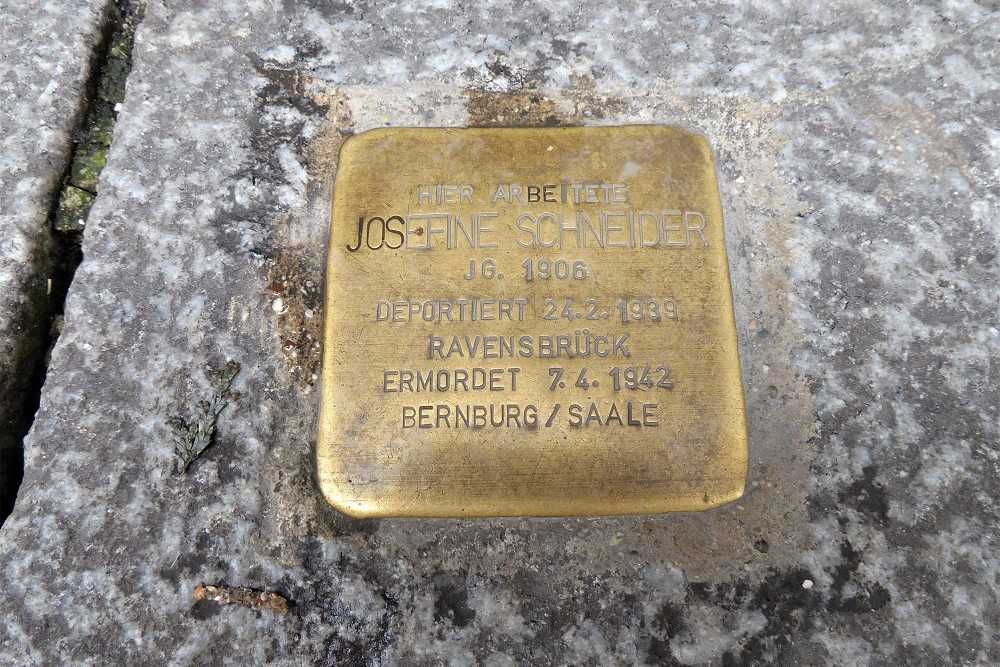 HIER ARBEITETE
JOSEFINE SCHNEIDER
JG. 1906
DEPORTIERT 24.2.1939
RAVENSBRÜCK
ERMORDET 7.4.1942
BERNBURG/SAALE